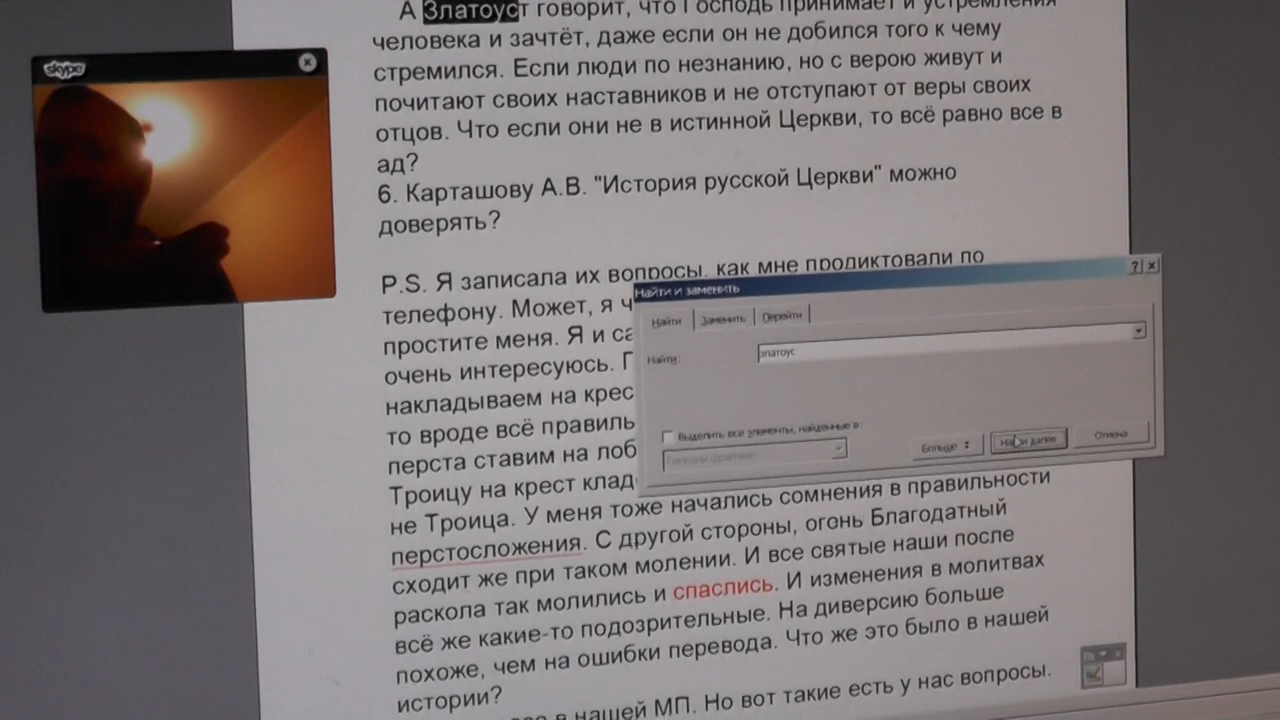 А Златоуст говорит, что Господь принимает и устремления
человека и зачтёт, даже если он не добился того к чему
стремился. Если люди по незнанию, но с верою живут и
почитают своих наставников и не отступают от веры своих
отцов. Что если они не в истинной Церкви, то всё равно все в
ад?
6. Карташову А.В. "История русской Церкви" можно
доверять?
P.S. Я записала их вопросы, как мне продиктовали по
телефону. Может, я ч
простите меня. Я и са
очень интересуюсь. Г
накладываем на крес
то вроде всё правиль
перста ставим на лоб
Троицу на крест клад
не Троица. У меня тоже начались сомнения в правильности
перстосложения. С другой стороны, огонь Благодатный
сходит же при таком молении. И все святые наши после
раскола так молились и спаслись. И изменения в молитвах
всё же какие-то подозрительные. На диверсию больше
похоже, чем на ошибки перевода. Что же это было в нашей
истории?
в нашей МП. Но вот такие есть у нас вопросы.
skype
Найти и заменить
Найти Заменить Перейти
Найти:
златоус
Выделить все элементы, найденные в:
Текущий фрагмент
Больше Найти далее Отмена